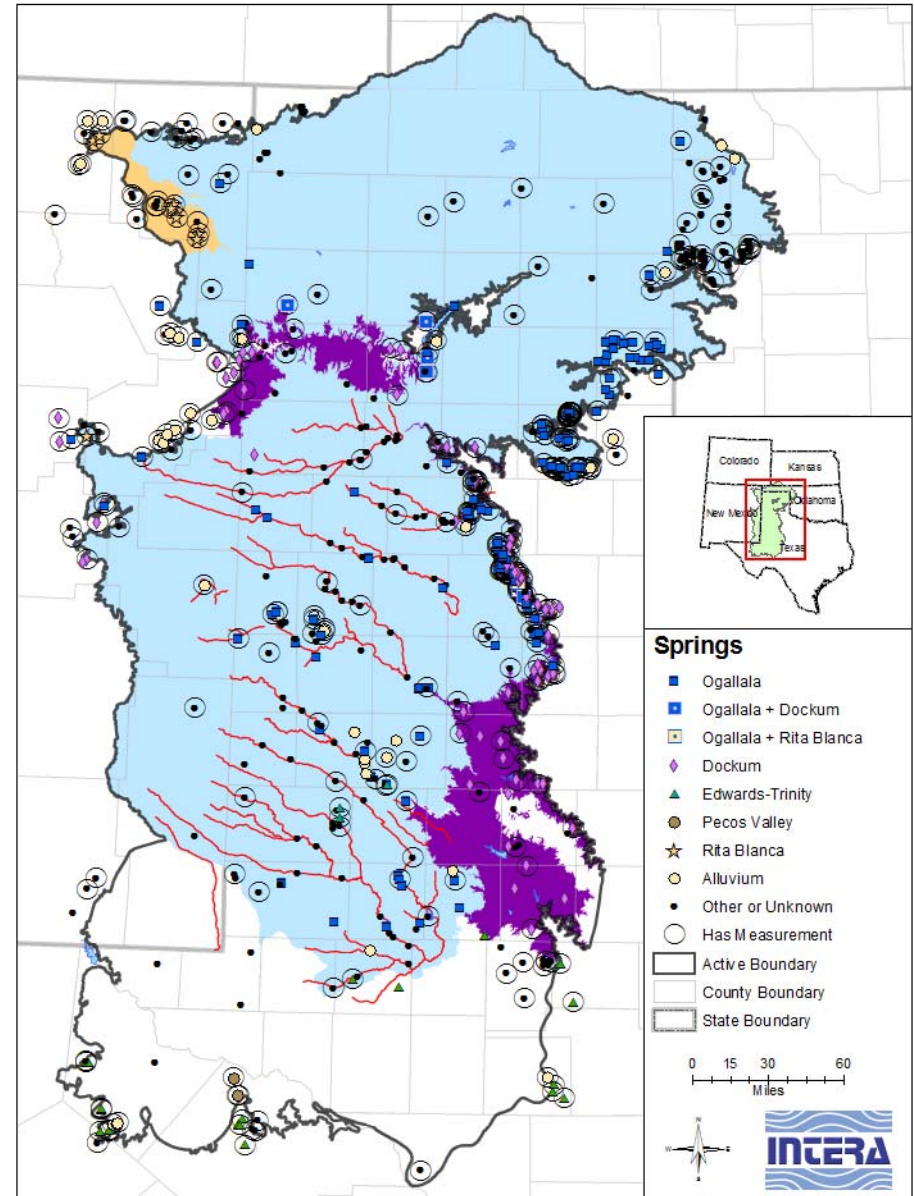 Colorado
Kansas
New Mexico
Oklahoma
Texas
Springs
Ogallala
Ogallala + Dockum
Ogallala + Rita Blanca
Dockum
Edwards-Trinity
Pecos Valley
Rita Blanca
Alluvium
Other or Unknown
Has Measurement
Active Boundary
County Boundary
State Boundary
0 15 30 60
Miles
N
W E
S
INTERA